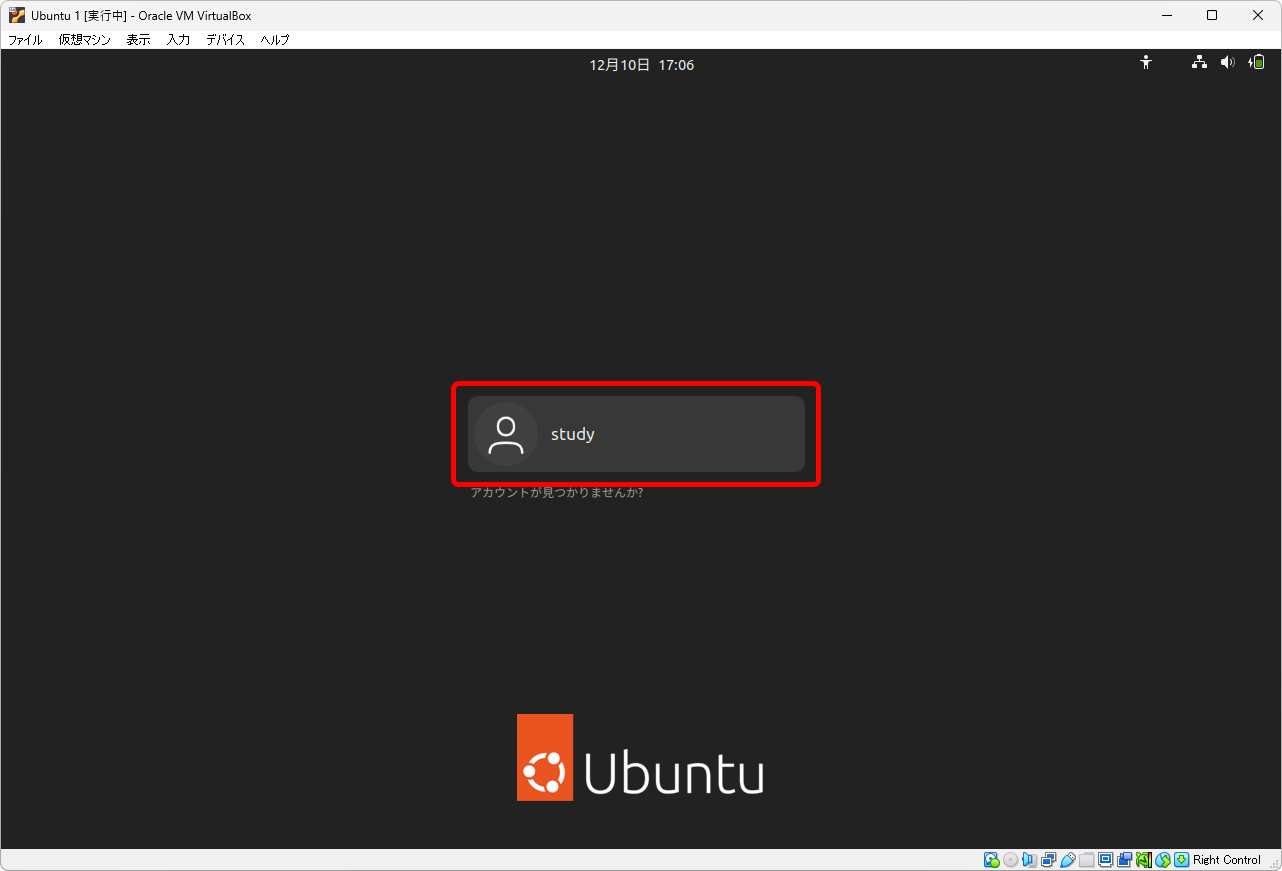 Ubuntu 1 [実行中] - Oracle VM VirtualBox
ファイル 仮想マシン 表示 入力 デバイス ヘルプ
12月10日 17:06
study
アカウントが見つかりませんか?
Ubuntu
Right Control